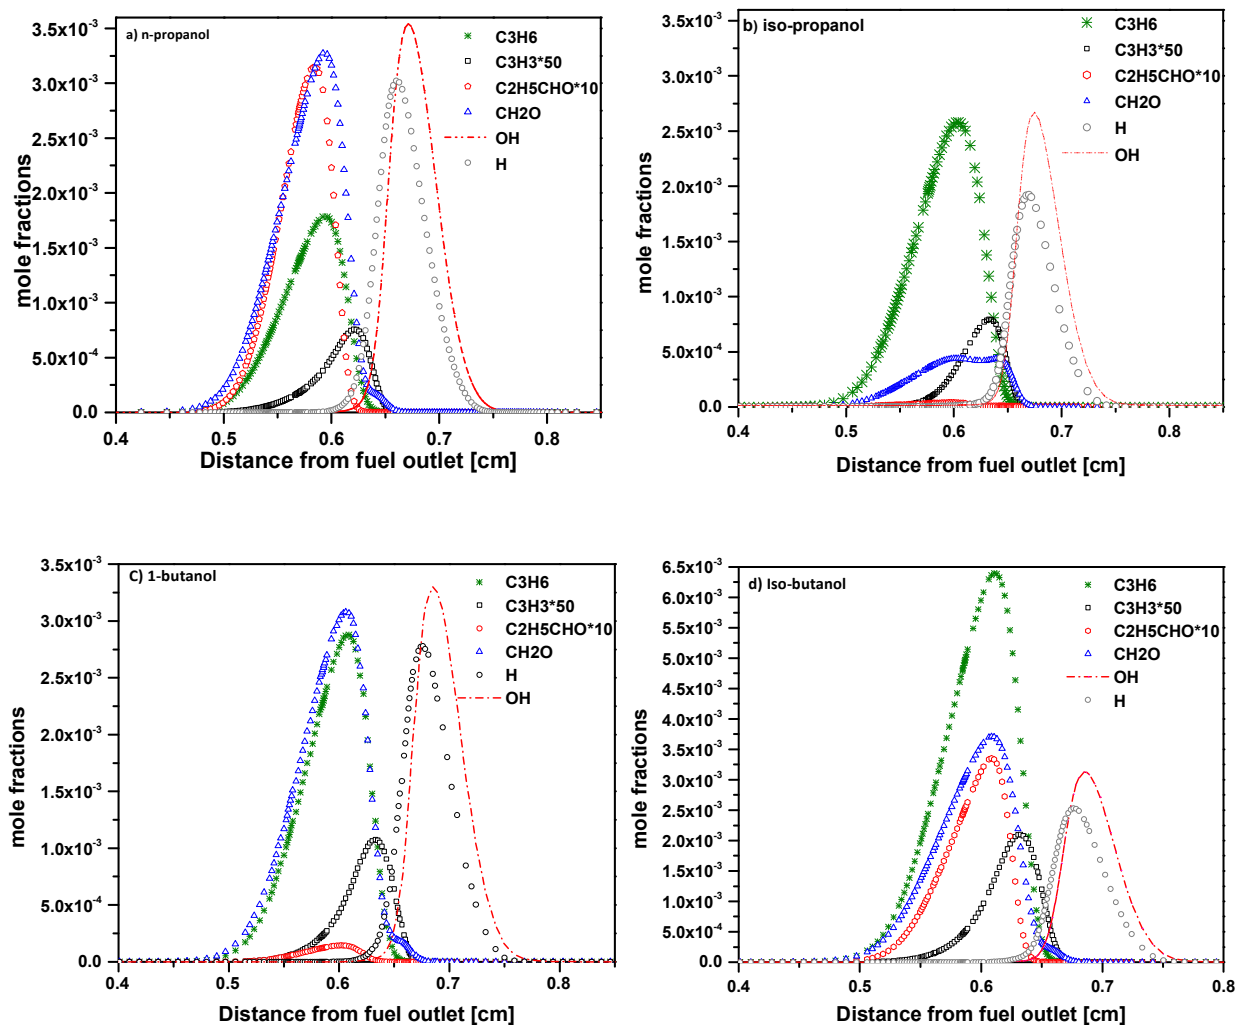 a) n-propanol
C3H6
C3H3*50
C2H5CHO*10
CH2O
OH
H
3.5x10⁻³
3.0x10⁻³
2.5x10⁻³
2.0x10⁻³
1.5x10⁻³
1.0x10⁻³
5.0x10⁻⁴
0.0
mole fractions
0.4 0.5 0.6 0.7 0.8
Distance from fuel outlet [cm]
b) iso-propanol
C3H6
C3H3*50
C2H5CHO*10
CH2O
H
OH
3.5x10⁻³
3.0x10⁻³
2.5x10⁻³
2.0x10⁻³
1.5x10⁻³
1.0x10⁻³
5.0x10⁻⁴
0.0
mole fractions
0.4 0.5 0.6 0.7 0.8
Distance from fuel outlet [cm]
C) 1-butanol
C3H6
C3H3*50
C2H5CHO*10
CH2O
H
OH
3.5x10⁻³
3.0x10⁻³
2.5x10⁻³
2.0x10⁻³
1.5x10⁻³
1.0x10⁻³
5.0x10⁻⁴
0.0
mole fractions
0.4 0.5 0.6 0.7 0.8
Distance from fuel outlet [cm]
d) Iso-butanol
C3H6
C3H3*50
C2H5CHO*10
CH2O
OH
H
6.5x10⁻³
6.0x10⁻³
5.5x10⁻³
5.0x10⁻³
4.5x10⁻³
4.0x10⁻³
3.5x10⁻³
3.0x10⁻³
2.5x10⁻³
2.0x10⁻³
1.5x10⁻³
1.0x10⁻³
5.0x10⁻⁴
0.0
mole fractions
0.4 0.5 0.6 0.7 0.8
Distance from fuel outlet [cm]